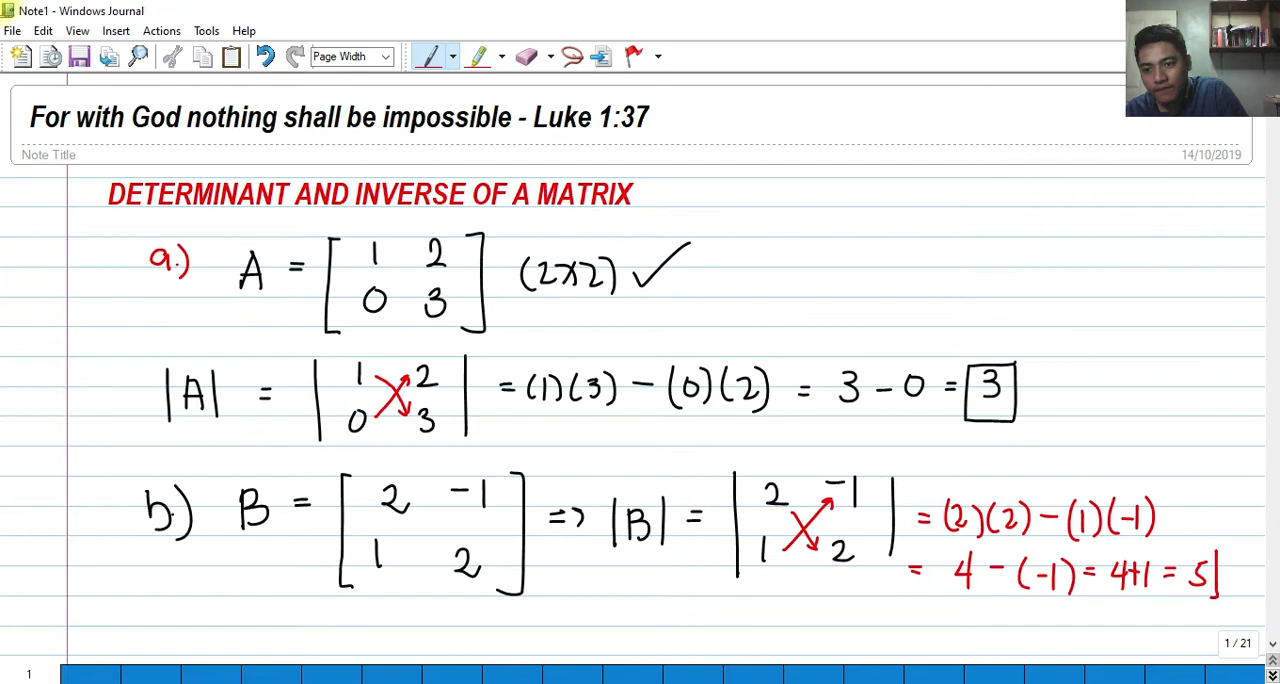 Note1 - Windows Journal
File Edit View Insert Actions Tools Help
Page Width
For with God nothing shall be impossible - Luke 1:37
Note Title
14/10/2019
DETERMINANT AND INVERSE OF A MATRIX
a.) A = [ 1 2
0 3 ] (2x2) ✓
|A| = | 1 2
0 3 | = (1)(3) - (0)(2) = 3 - 0 = 3
b.) B = [ 2 -1
1 2 ] => |B| = | 2 -1
1 2 | = (2)(2) - (1)(-1)
= 4 - (-1) = 4+1 = 5
1 / 21
1